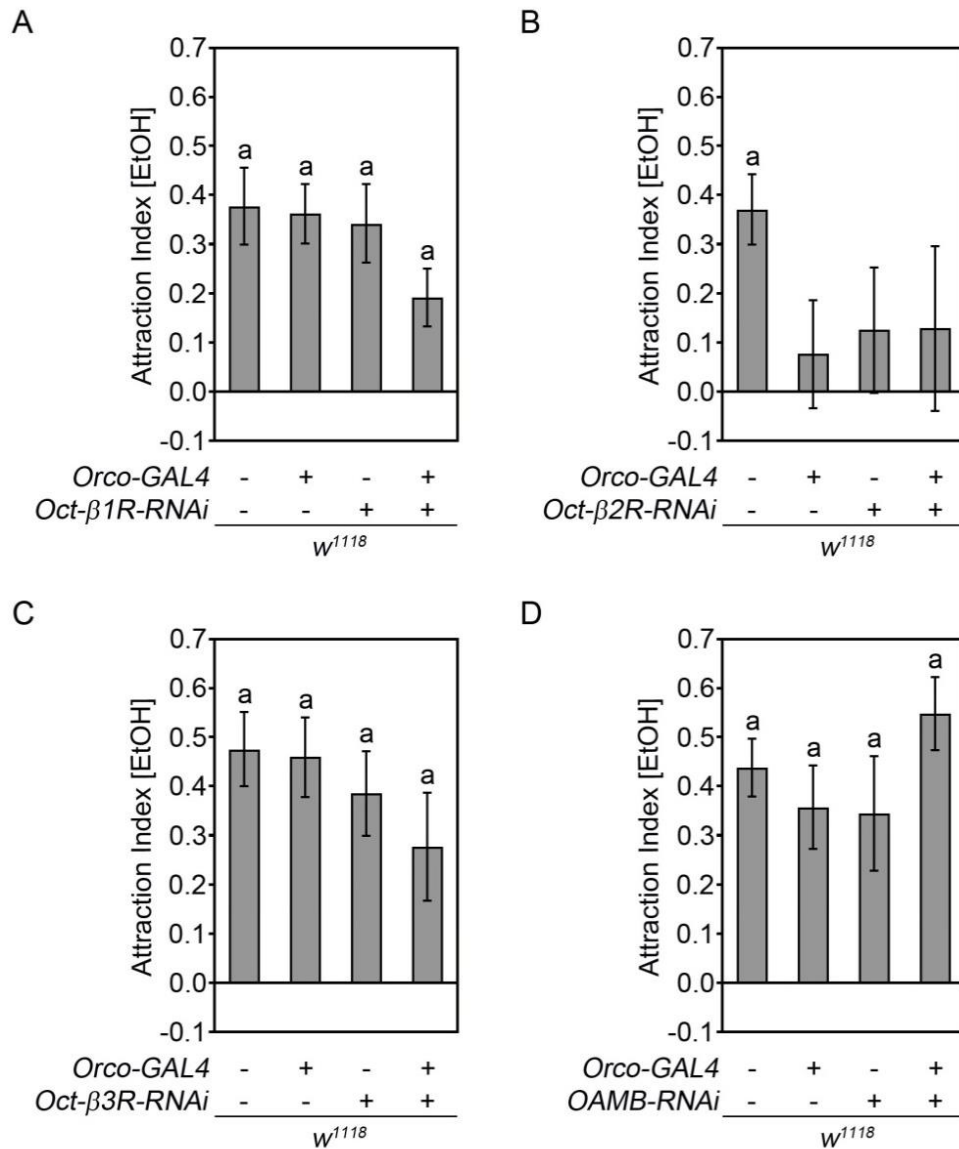 A
Attraction Index [EtOH]
0.7
0.6
0.5
0.4
0.3
0.2
0.1
0.0
-0.1
a a a a
Orco-GAL4 - + - +
Oct-β1R-RNAi - - + +
w1118
B
Attraction Index [EtOH]
0.7
0.6
0.5
0.4
0.3
0.2
0.1
0.0
-0.1
a
Orco-GAL4 - + - +
Oct-β2R-RNAi - - + +
w1118
C
Attraction Index [EtOH]
0.7
0.6
0.5
0.4
0.3
0.2
0.1
0.0
-0.1
a a a a
Orco-GAL4 - + - +
Oct-β3R-RNAi - - + +
w1118
D
Attraction Index [EtOH]
0.7
0.6
0.5
0.4
0.3
0.2
0.1
0.0
-0.1
a a a a
Orco-GAL4 - + - +
OAMB-RNAi - - + +
w1118